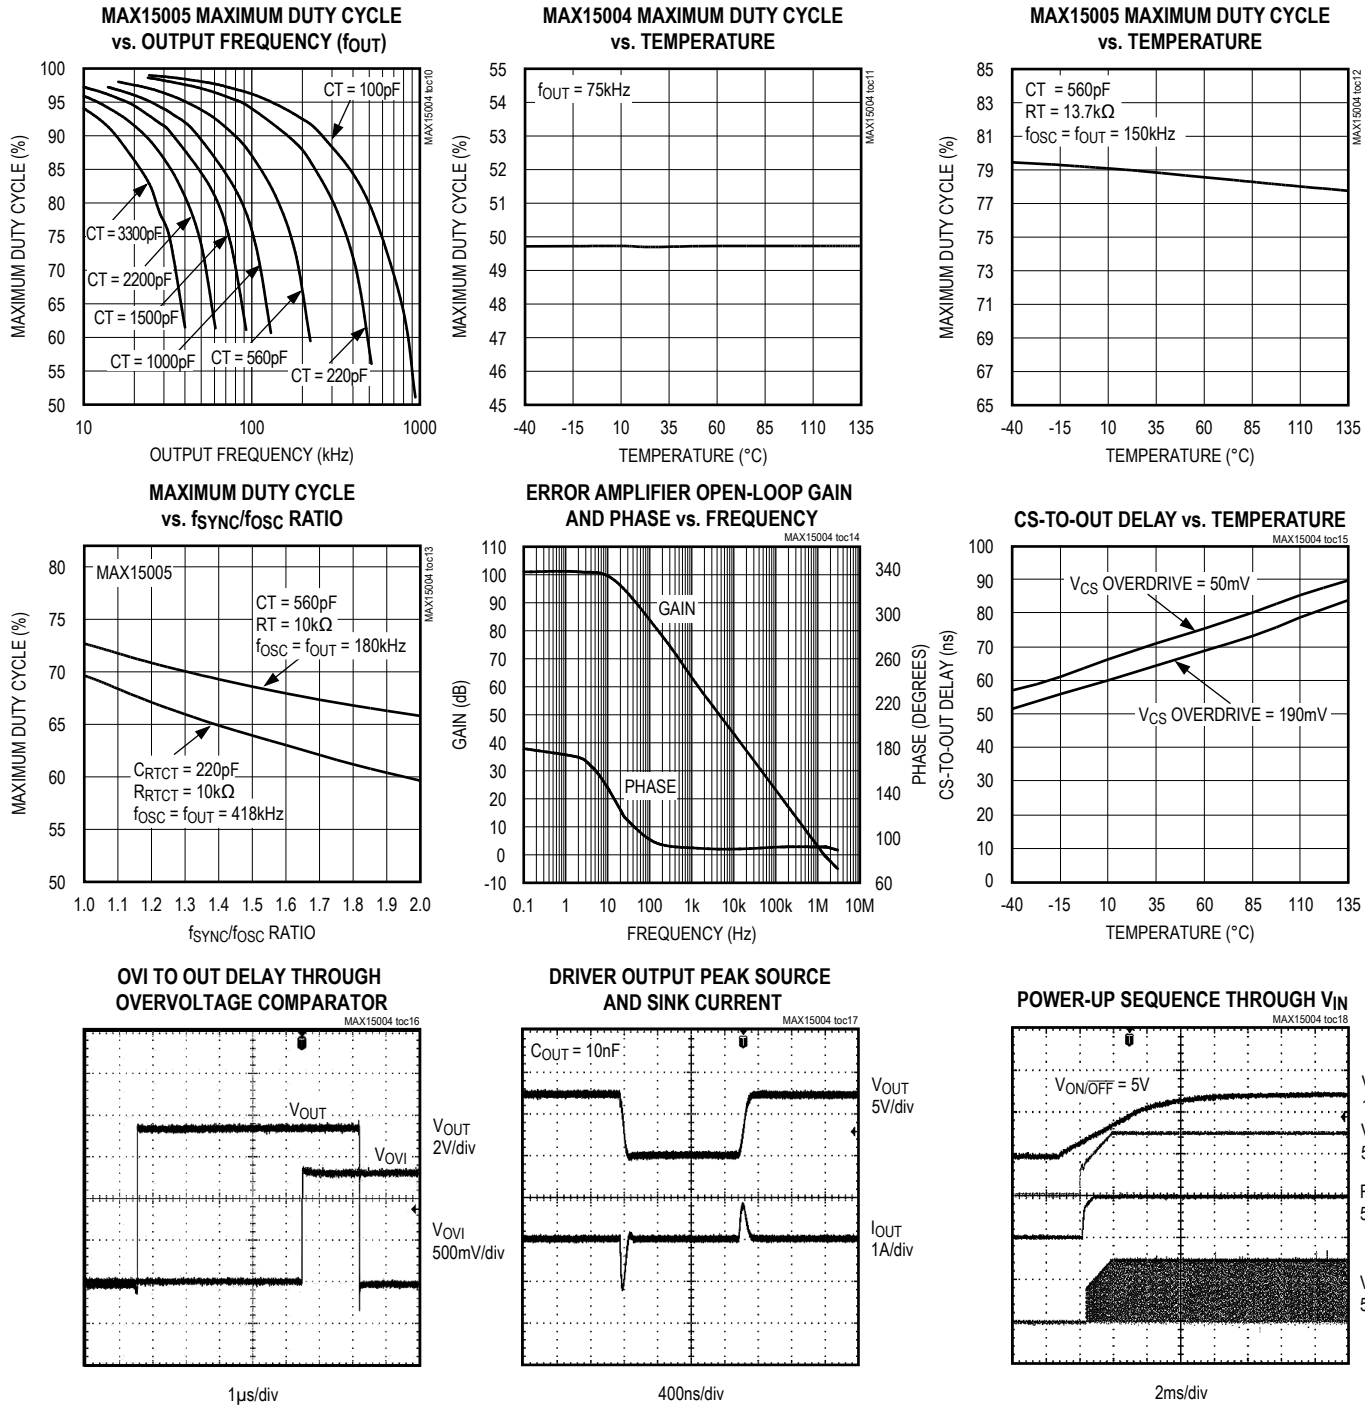 MAX15005 MAXIMUM DUTY CYCLE
vs. OUTPUT FREQUENCY (fOUT)
MAX15004 toc10
MAXIMUM DUTY CYCLE (%)
100
95
90
85
80
75
70
65
60
55
50
CT = 100pF
CT = 3300pF
CT = 2200pF
CT = 1500pF
CT = 1000pF
CT = 560pF
CT = 220pF
10 100 1000
OUTPUT FREQUENCY (kHz)
MAX15004 MAXIMUM DUTY CYCLE
vs. TEMPERATURE
MAX15004 toc11
MAXIMUM DUTY CYCLE (%)
55
54
53
52
51
50
49
48
47
46
45
fOUT = 75kHz
-40 -15 10 35 60 85 110 135
TEMPERATURE (°C)
MAX15005 MAXIMUM DUTY CYCLE
vs. TEMPERATURE
MAX15004 toc12
MAXIMUM DUTY CYCLE (%)
85
83
81
79
77
75
73
71
69
67
65
CT = 560pF
RT = 13.7kΩ
fOSC = fOUT = 150kHz
-40 -15 10 35 60 85 110 135
TEMPERATURE (°C)
MAXIMUM DUTY CYCLE
vs. fSYNC/fOSC RATIO
MAX15004 toc13
MAXIMUM DUTY CYCLE (%)
80
75
70
65
60
55
50
MAX15005
CT = 560pF
RT = 10kΩ
fOSC = fOUT = 180kHz
CRTCT = 220pF
RRTCT = 10kΩ
fOSC = fOUT = 418kHz
1.0 1.1 1.2 1.3 1.4 1.5 1.6 1.7 1.8 1.9 2.0
fSYNC/fOSC RATIO
ERROR AMPLIFIER OPEN-LOOP GAIN
AND PHASE vs. FREQUENCY
MAX15004 toc14
GAIN (dB)
110
100
90
80
70
60
50
40
30
20
10
0
-10
GAIN
PHASE
340
300
260
220
180
140
100
60
PHASE (DEGREES)
0.1 1 10 100 1k 10k 100k 1M 10M
FREQUENCY (Hz)
CS-TO-OUT DELAY vs. TEMPERATURE
MAX15004 toc15
CS-TO-OUT DELAY (ns)
100
90
80
70
60
50
40
30
20
10
0
VCS OVERDRIVE = 50mV
VCS OVERDRIVE = 190mV
-40 -15 10 35 60 85 110 135
TEMPERATURE (°C)
OVI TO OUT DELAY THROUGH
OVERVOLTAGE COMPARATOR
MAX15004 toc16
VOUT
VOVI
VOUT
2V/div
VOVI
500mV/div
1µs/div
DRIVER OUTPUT PEAK SOURCE
AND SINK CURRENT
MAX15004 toc17
COUT = 10nF
VOUT
5V/div
IOUT
1A/div
400ns/div
POWER-UP SEQUENCE THROUGH VIN
MAX15004 toc18
VON/OFF = 5V
2ms/div